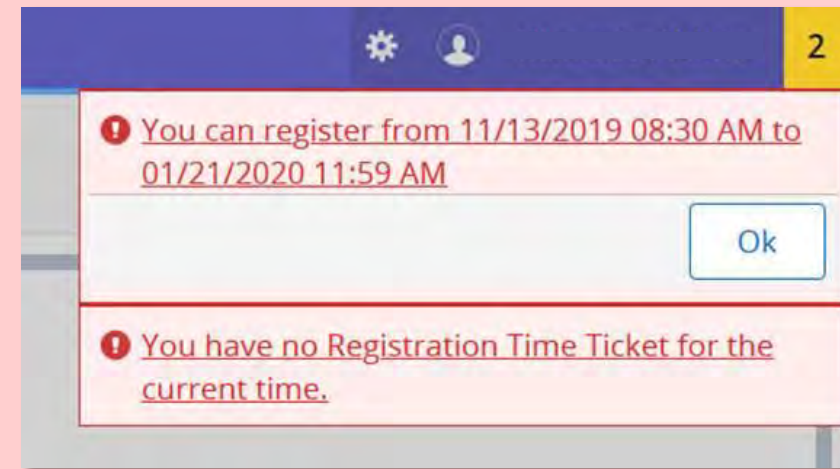 2
You can register from 11/13/2019 08:30 AM to
01/21/2020 11:59 AM
Ok
You have no Registration Time Ticket for the
current time.